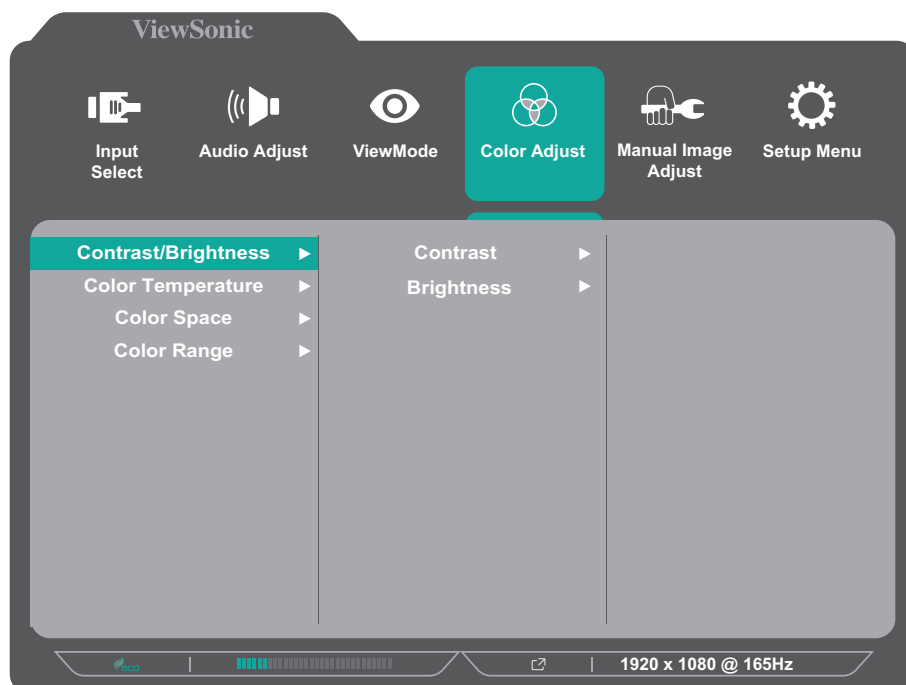 ViewSonic
Input
Select
Audio Adjust
ViewMode
Color Adjust
Manual Image
Adjust
Setup Menu
Contrast/Brightness
Color Temperature
Color Space
Color Range
Contrast
Brightness
eco
1920 x 1080 @ 165Hz